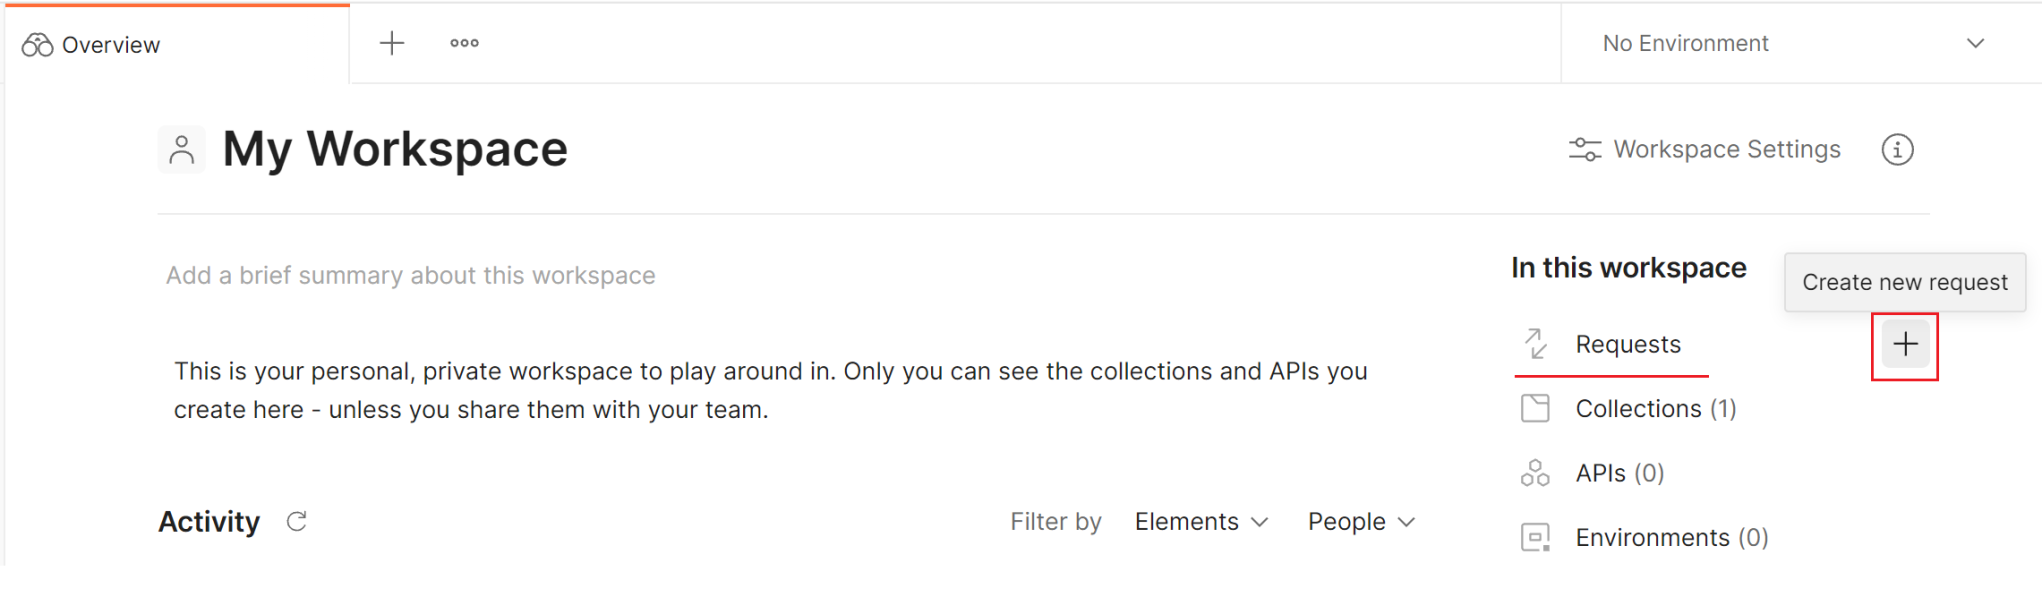 Overview
No Environment
My Workspace
Workspace Settings
Add a brief summary about this workspace
In this workspace
Create new request
Requests
This is your personal, private workspace to play around in. Only you can see the collections and APIs you
create here - unless you share them with your team.
Collections (1)
APIs (0)
Activity
Filter by Elements People
Environments (0)